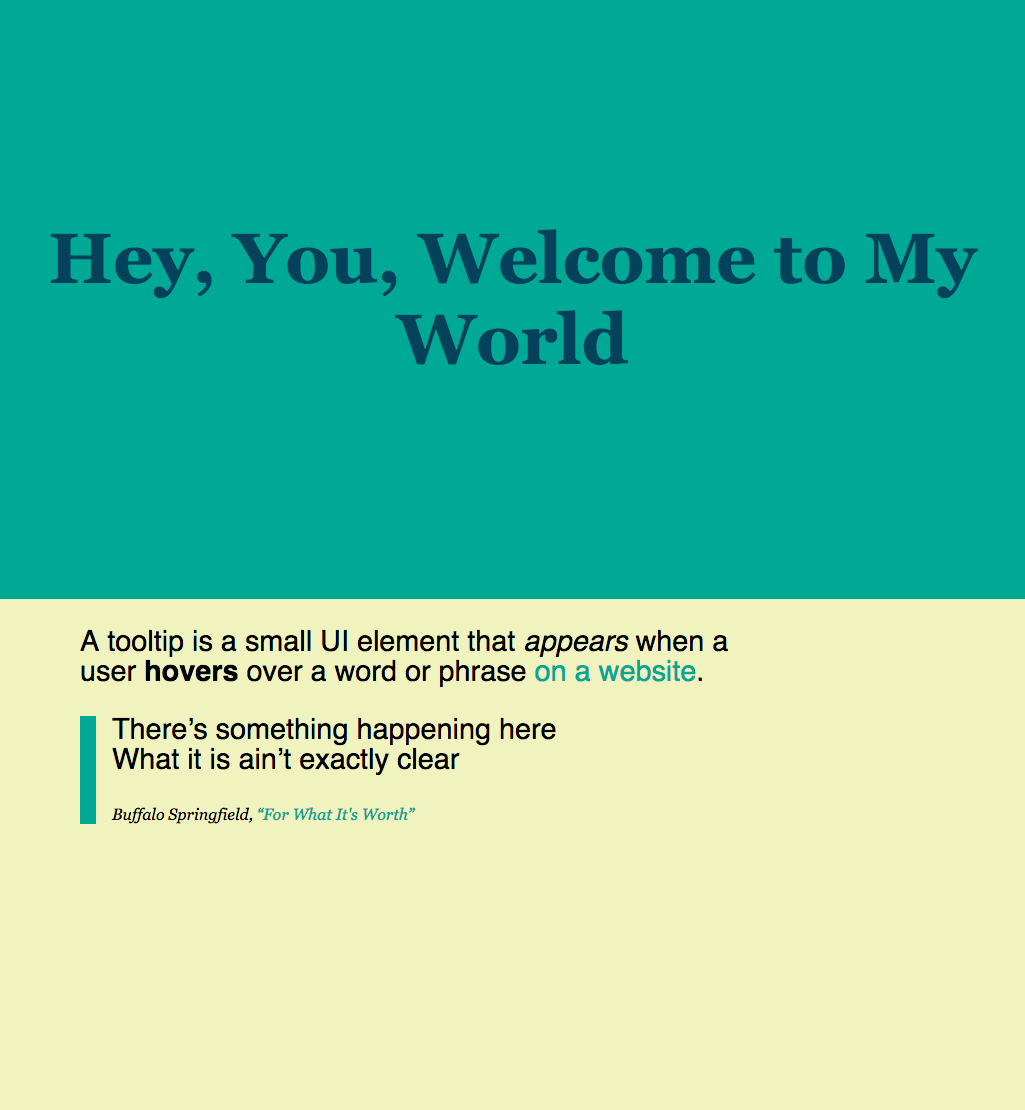 Hey, You, Welcome to My
World
A tooltip is a small UI element that appears when a
user hovers over a word or phrase on a website.
There’s something happening here
What it is ain’t exactly clear
Buffalo Springfield, “For What It's Worth”